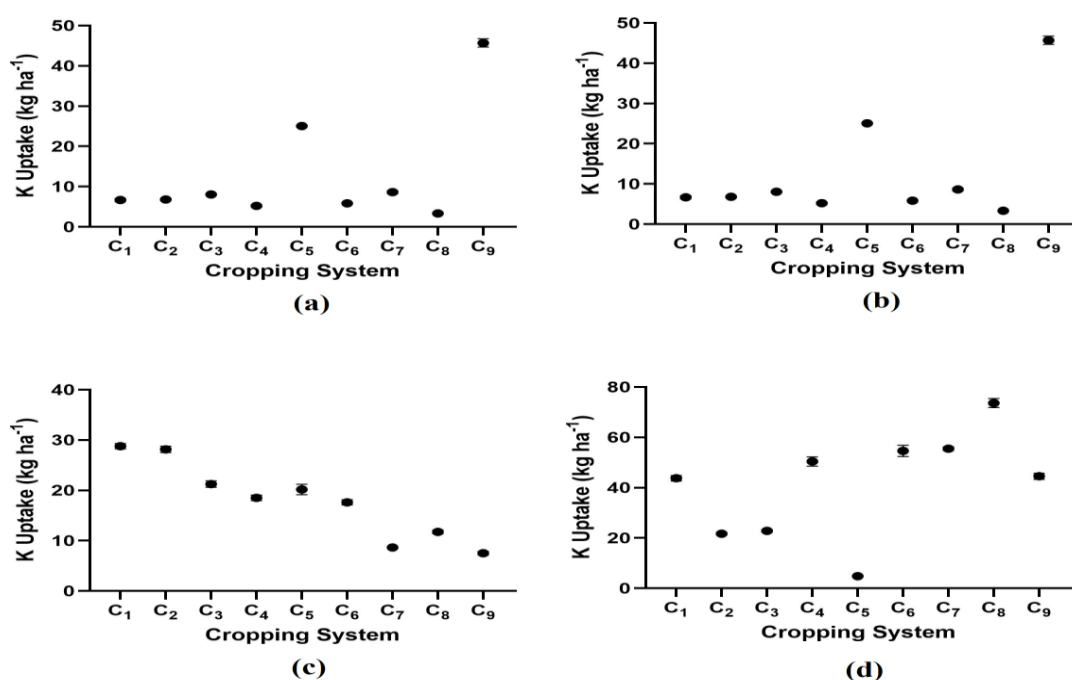 50
40
30
20
10
0
K Uptake (kg ha⁻¹)
C₁ C₂ C₃ C₄ C₅ C₆ C₇ C₈ C₉
Cropping System
(a)
50
40
30
20
10
0
K Uptake (kg ha⁻¹)
C₁ C₂ C₃ C₄ C₅ C₆ C₇ C₈ C₉
Cropping System
(b)
40
30
20
10
0
K Uptake (kg ha⁻¹)
C₁ C₂ C₃ C₄ C₅ C₆ C₇ C₈ C₉
Cropping System
(c)
80
60
40
20
0
K Uptake (kg ha⁻¹)
C₁ C₂ C₃ C₄ C₅ C₆ C₇ C₈ C₉
Cropping System
(d)